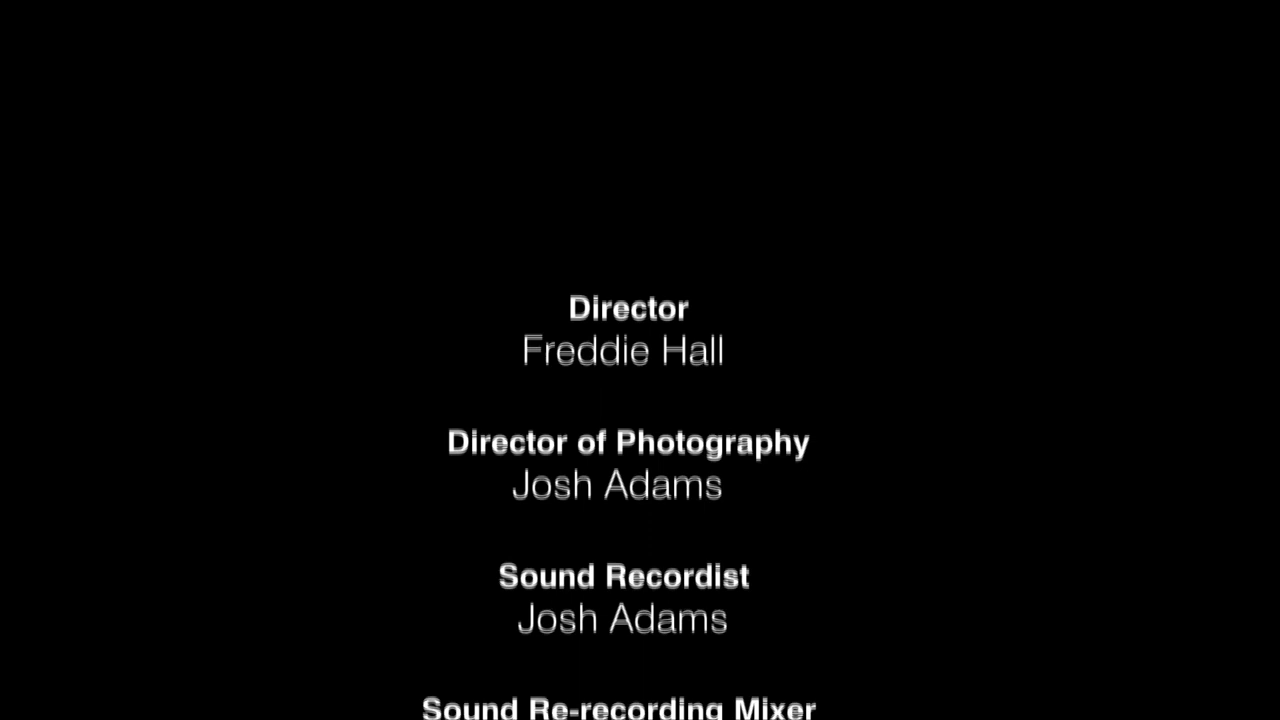 Director
Freddie Hall
Director of Photography
Josh Adams
Sound Recordist
Josh Adams
Sound Re-recording Mixer